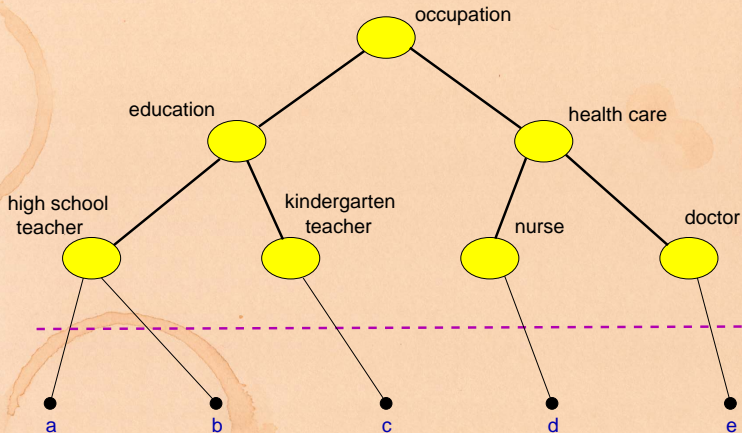 occupation
education
health care
high school
teacher
kindergarten
teacher
nurse
doctor
a
b
c
d
e